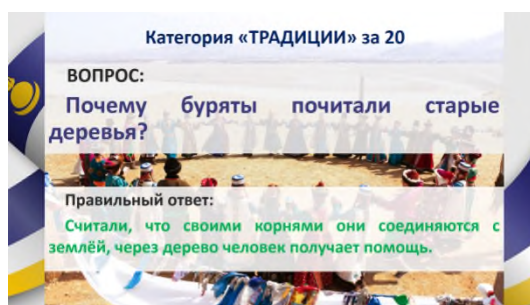 Категория «ТРАДИЦИИ» за 20
ВОПРОС:
Почему буряты почитали старые
деревья?
Правильный ответ:
Считали, что своими корнями они соединяются с
землёй, через дерево человек получает помощь.